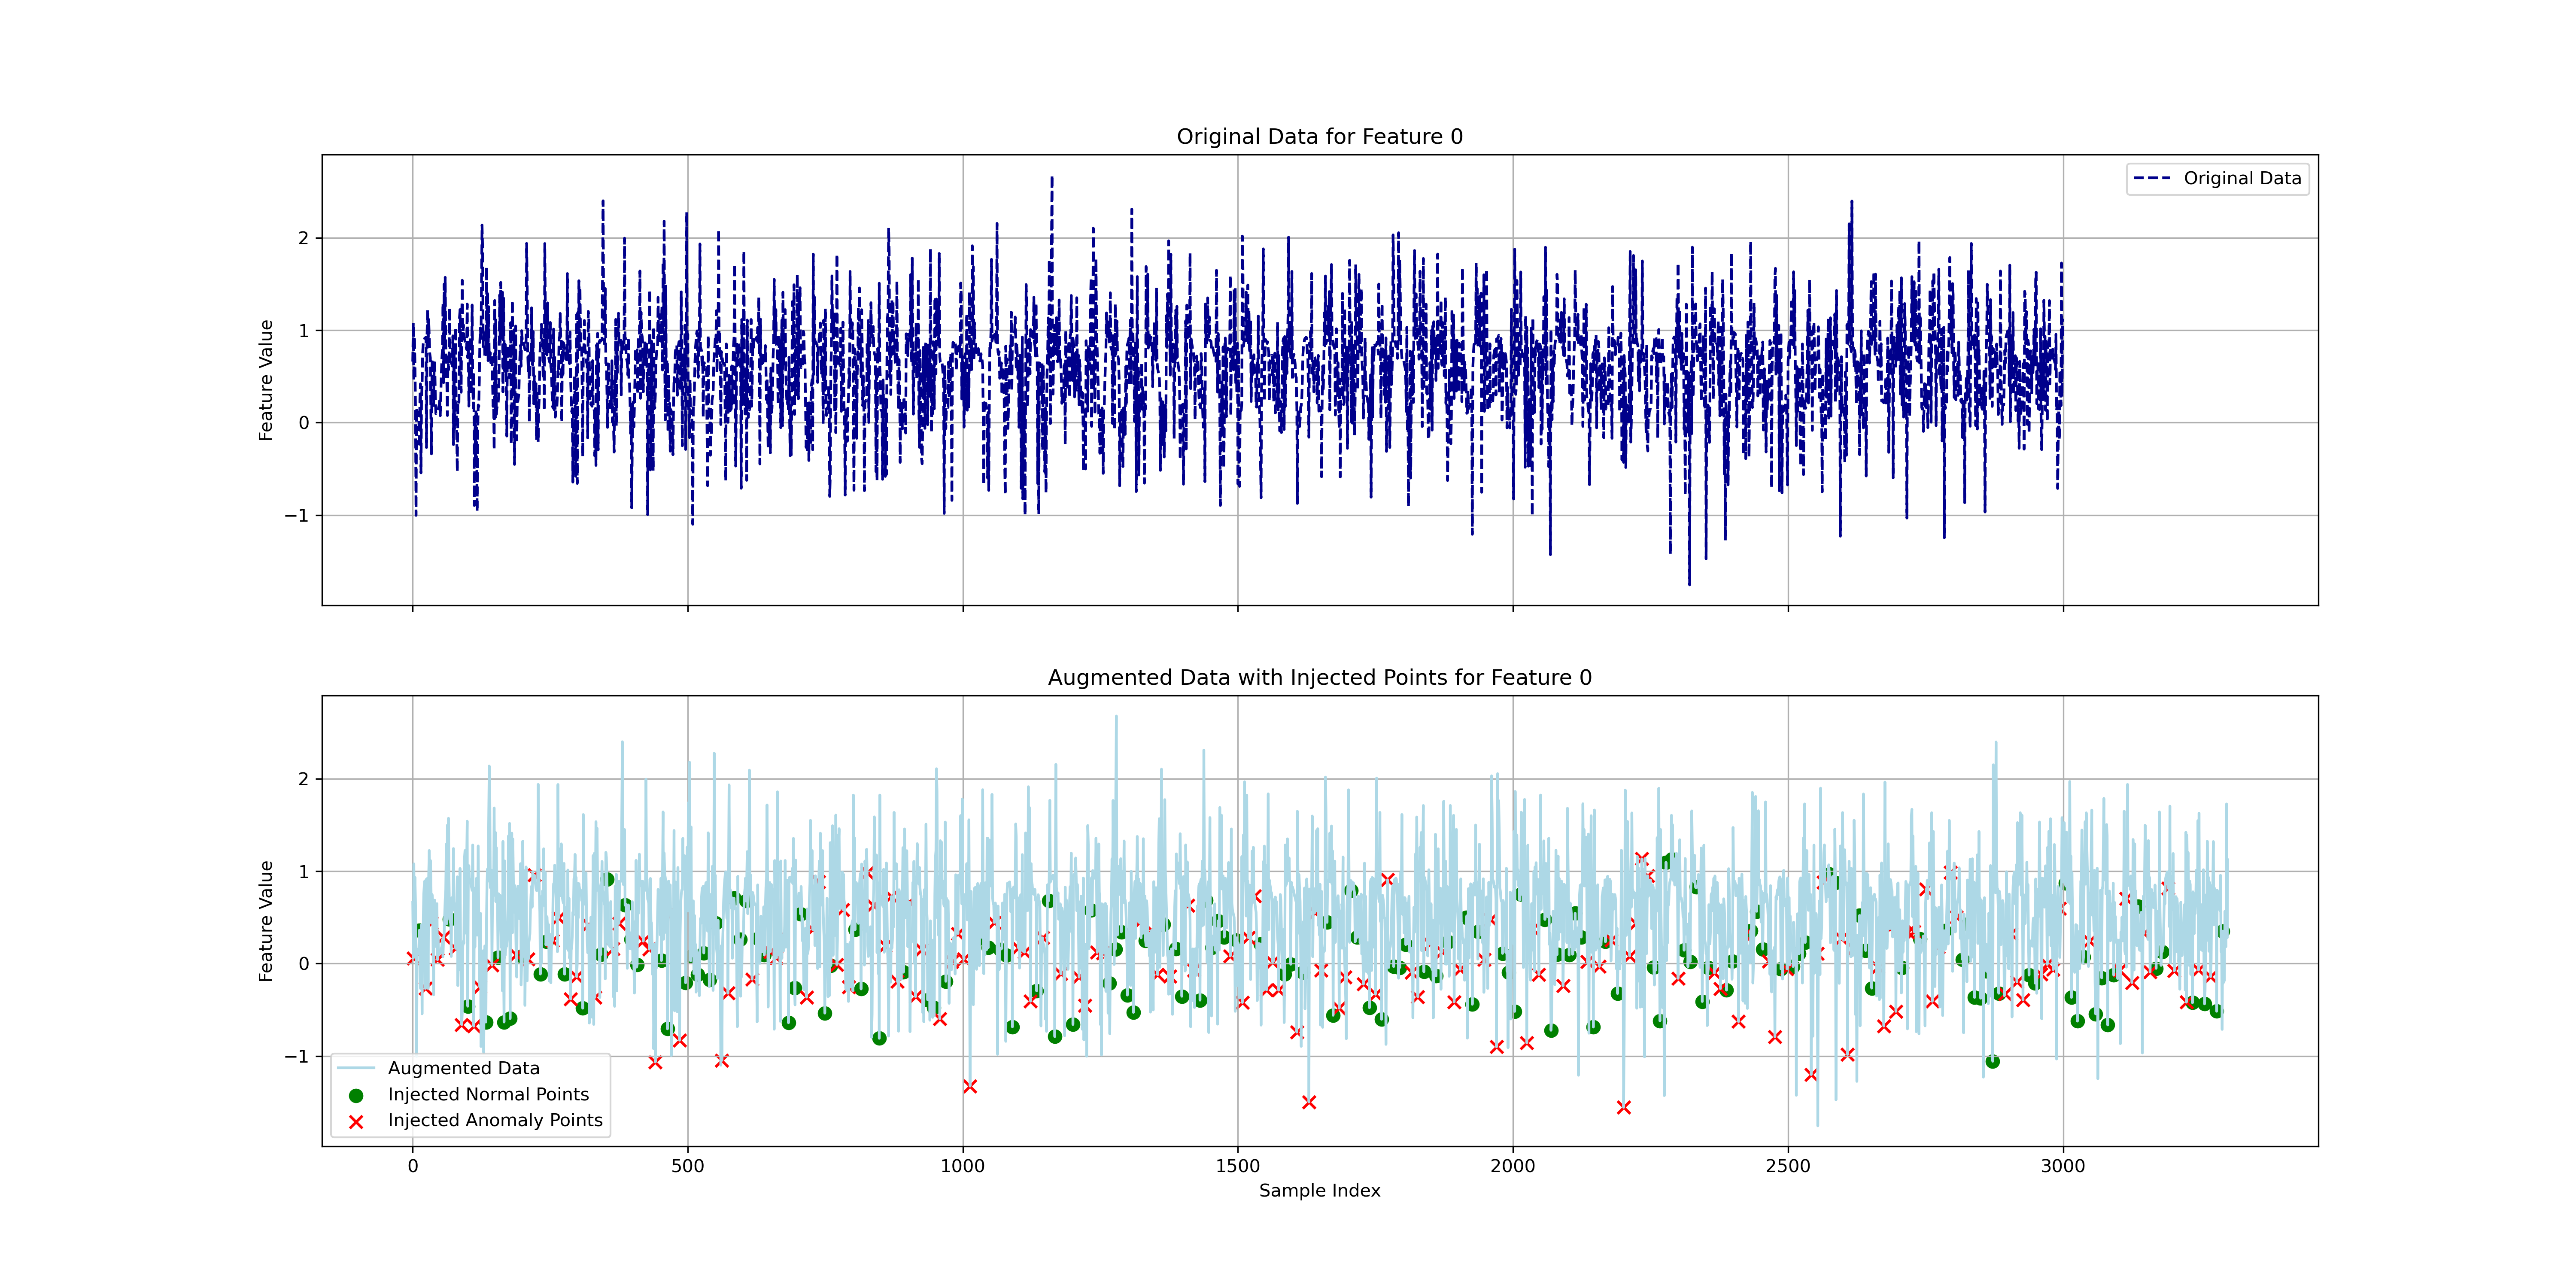 Original Data for Feature 0
Original Data
2
1
0
−1
Feature Value
Augmented Data with Injected Points for Feature 0
2
1
0
−1
Feature Value
Augmented Data
Injected Normal Points
Injected Anomaly Points
0 500 1000 1500 2000 2500 3000
Sample Index